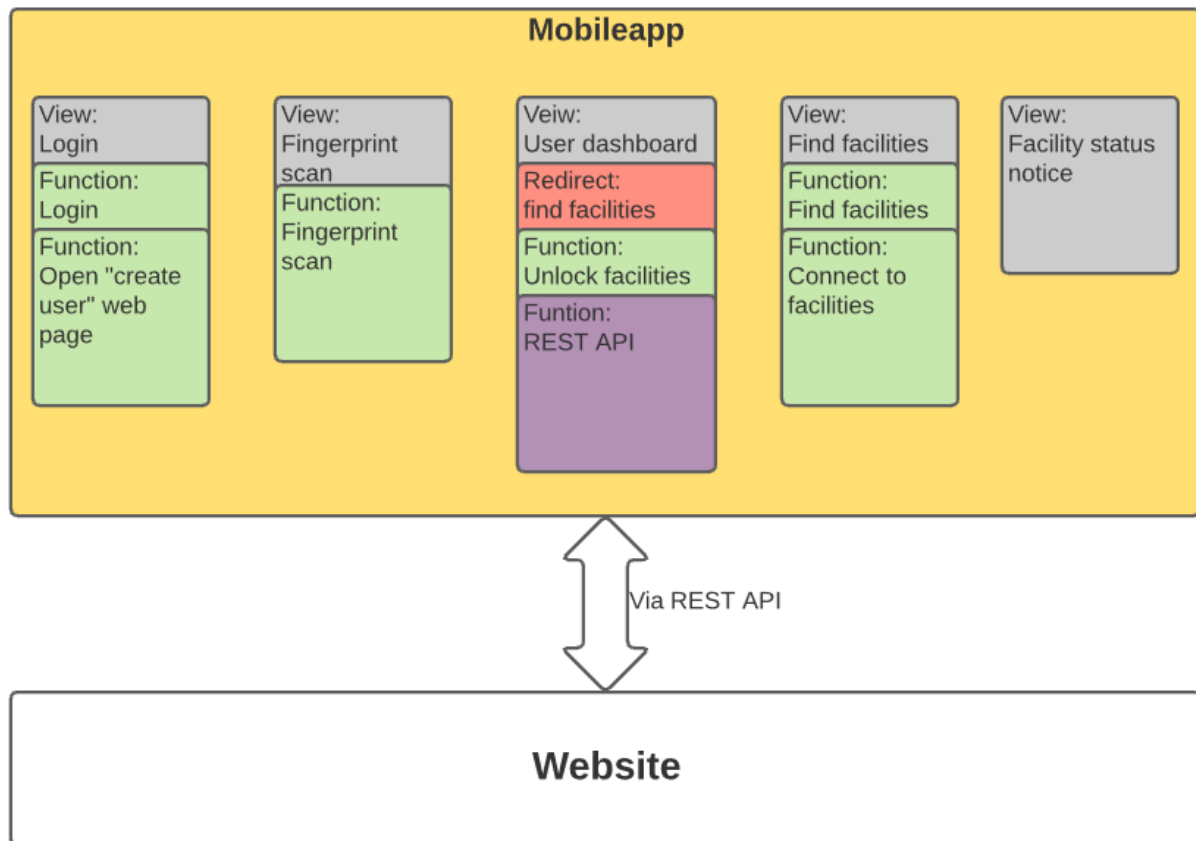 Mobileapp
View:
Login
Function:
Login
Function:
Open "create
user" web
page
View:
Fingerprint
scan
Function:
Fingerprint
scan
Veiw:
User dashboard
Redirect:
find facilities
Function:
Unlock facilities
Funtion:
REST API
View:
Find facilities
Function:
Find facilities
Function:
Connect to
facilities
View:
Facility status
notice
Via REST API
Website